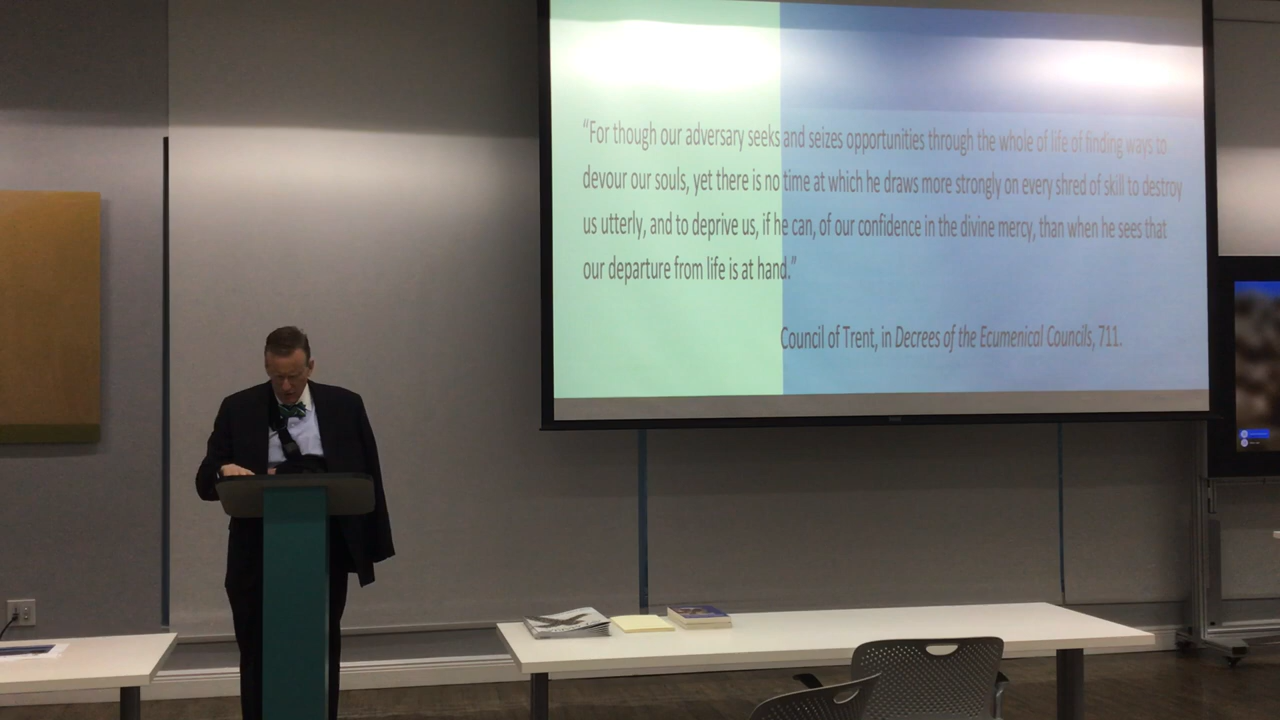 “For though our adversary seeks and seizes opportunities through the whole of life of finding ways to
devour our souls, yet there is no time at which he draws more strongly on every shred of skill to destroy
us utterly, and to deprive us, if he can, of our confidence in the divine mercy, than when he sees that
our departure from life is at hand.”
Council of Trent, in Decrees of the Ecumenical Councils, 711.